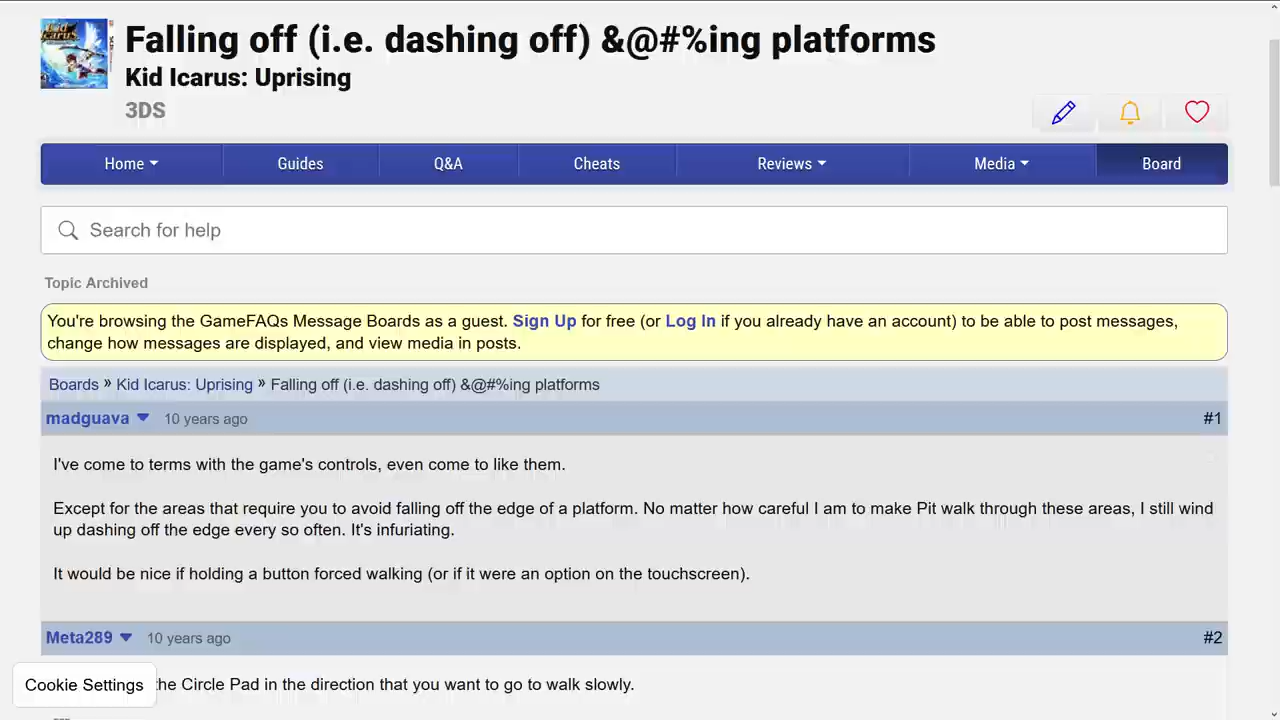 Falling off (i.e. dashing off) &@#%ing platforms
Kid Icarus: Uprising
3DS
Home
Guides
Q&A
Cheats
Reviews
Media
Board
Search for help
Topic Archived
You're browsing the GameFAQs Message Boards as a guest. Sign Up for free (or Log In if you already have an account) to be able to post messages,
change how messages are displayed, and view media in posts.
Boards » Kid Icarus: Uprising » Falling off (i.e. dashing off) &@#%ing platforms
madguava 10 years ago #1
I've come to terms with the game's controls, even come to like them.
Except for the areas that require you to avoid falling off the edge of a platform. No matter how careful I am to make Pit walk through these areas, I still wind
up dashing off the edge every so often. It's infuriating.
It would be nice if holding a button forced walking (or if it were an option on the touchscreen).
Meta289 10 years ago #2
the Circle Pad in the direction that you want to go to walk slowly.
Cookie Settings